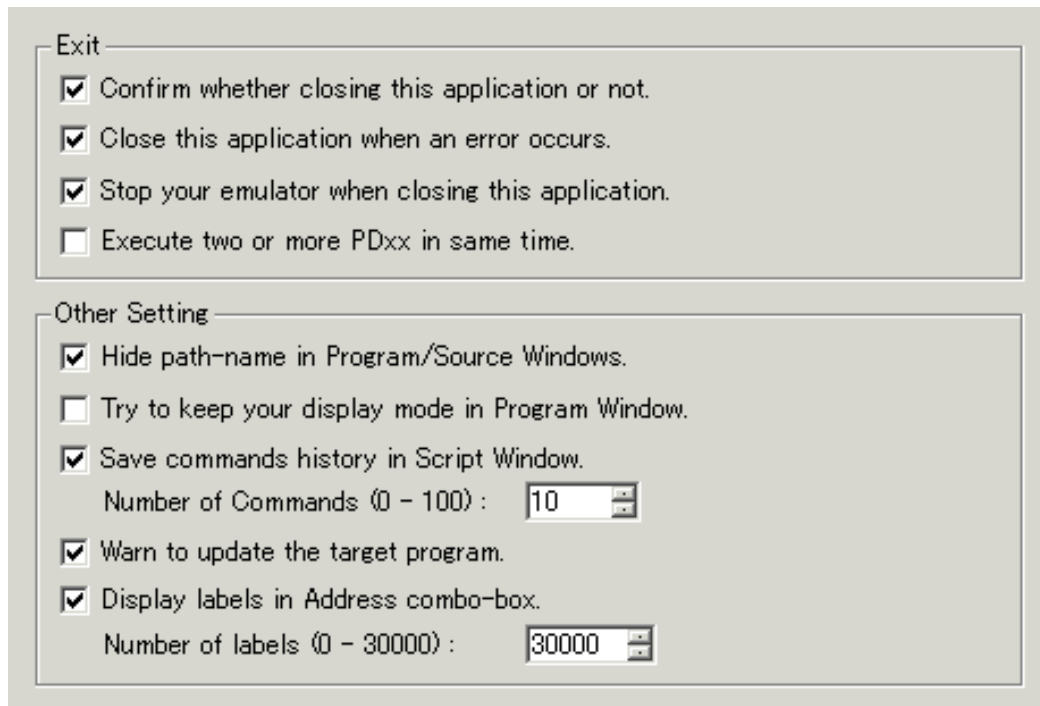 Exit
Confirm whether closing this application or not.
Close this application when an error occurs.
Stop your emulator when closing this application.
Execute two or more PDxx in same time.
Other Setting
Hide path-name in Program/Source Windows.
Try to keep your display mode in Program Window.
Save commands history in Script Window.
Number of Commands (0 - 100) : 10
Warn to update the target program.
Display labels in Address combo-box.
Number of labels (0 - 30000) : 30000